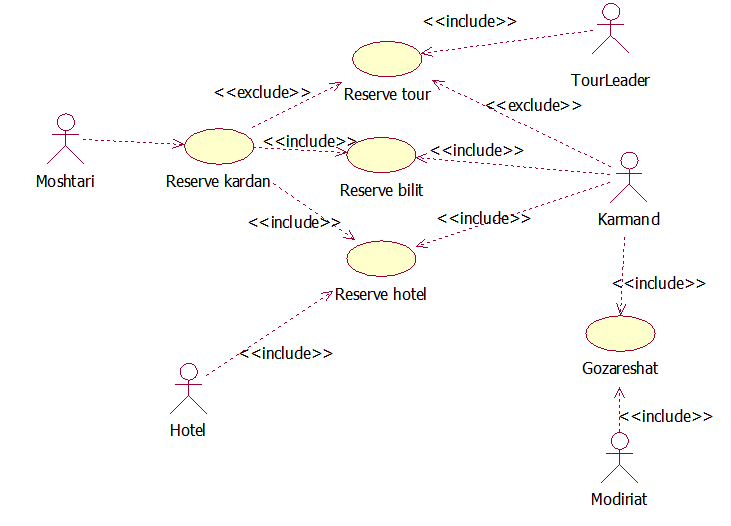 <<include>>
TourLeader
<<exclude>>
Reserve tour
<<exclude>>
Moshtari
Reserve kardan
<<include>>
Reserve bilit
<<include>>
Karmand
<<include>>
<<include>>
Reserve hotel
<<include>>
Gozareshat
<<include>>
Hotel
<<include>>
Modiriat